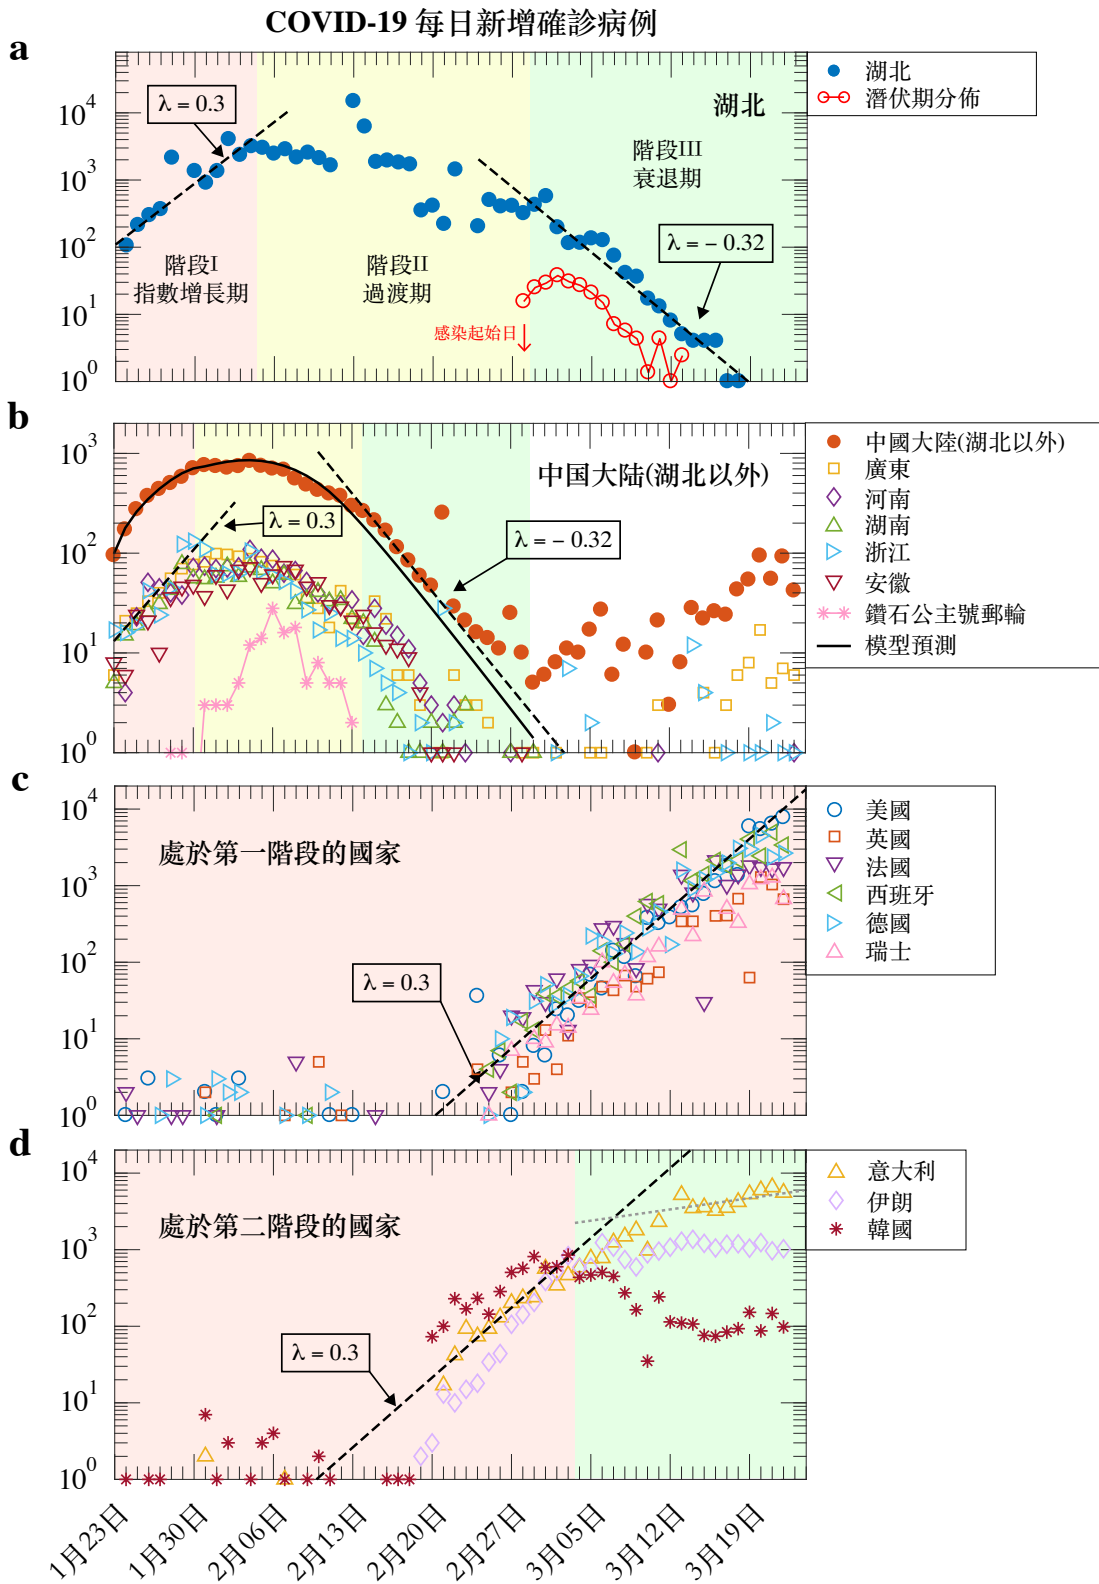 COVID-19 每日新增確診病例
a
10^4
10^3
10^2
10^1
10^0
λ = 0.3
湖北
階段III
衰退期
λ = − 0.32
階段I
指數增長期
階段II
過渡期
感染起始日
湖北
潛伏期分佈
b
10^3
10^2
10^1
10^0
中国大陆(湖北以外)
λ = 0.3
λ = − 0.32
中國大陸(湖北以外)
廣東
河南
湖南
浙江
安徽
鑽石公主號郵輪
模型預測
c
10^4
10^3
10^2
10^1
10^0
處於第一階段的國家
λ = 0.3
美國
英國
法國
西班牙
德國
瑞士
d
10^4
10^3
10^2
10^1
10^0
處於第二階段的國家
λ = 0.3
意大利
伊朗
韓國
1月23日
1月30日
2月06日
2月13日
2月20日
2月27日
3月05日
3月12日
3月19日